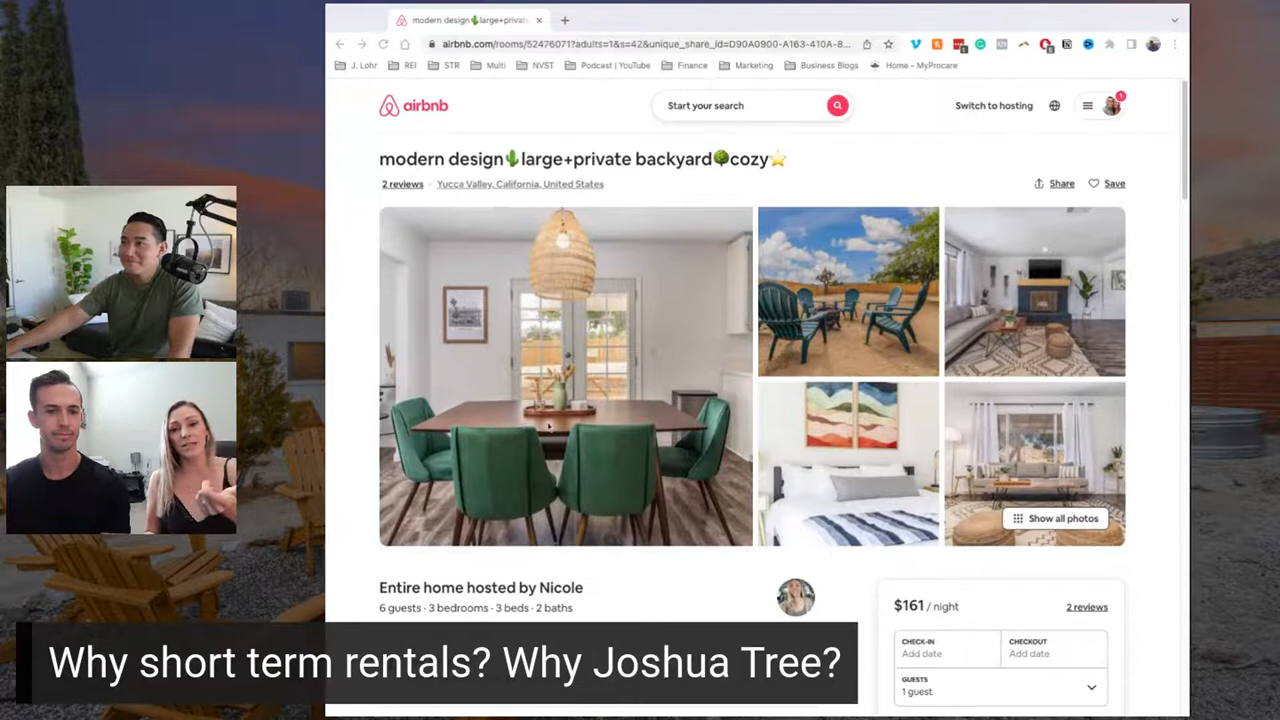 modern design🌵large+privat
airbnb.com/rooms/52476071?adults=1&s=42&unique_share_id=D90A0900-A163-410A-8...
J. Lohr REI STR Multi NVST Podcast | YouTube Finance Marketing Business Blogs Home - MyProcare
airbnb Start your search Switch to hosting 1
modern design🌵large+private backyard🌳cozy⭐
2 reviews · Yucca Valley, California, United States Share Save
Show all photos
Entire home hosted by Nicole
6 guests · 3 bedrooms · 3 beds · 2 baths
$161 / night 2 reviews
CHECK-IN CHECKOUT
Add date Add date
GUESTS
1 guest
Why short term rentals? Why Joshua Tree?